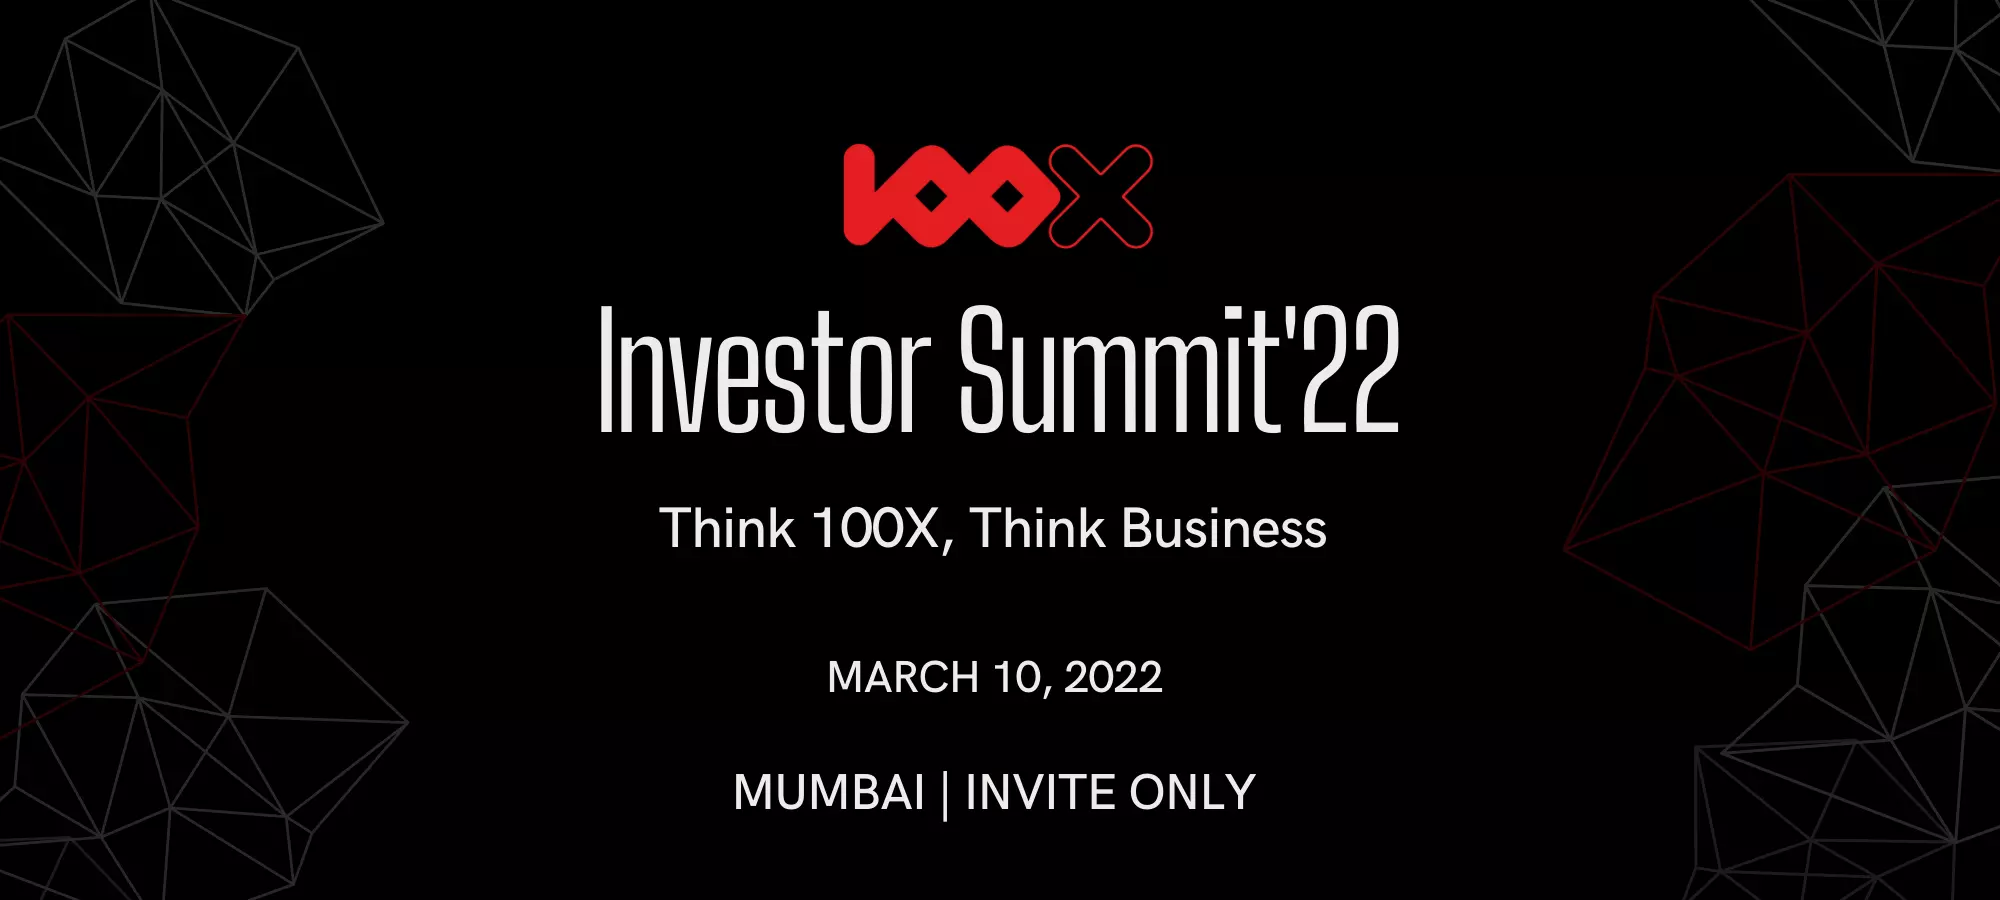 100X
Investor Summit'22
Think 100X, Think Business
MARCH 10, 2022
MUMBAI | INVITE ONLY